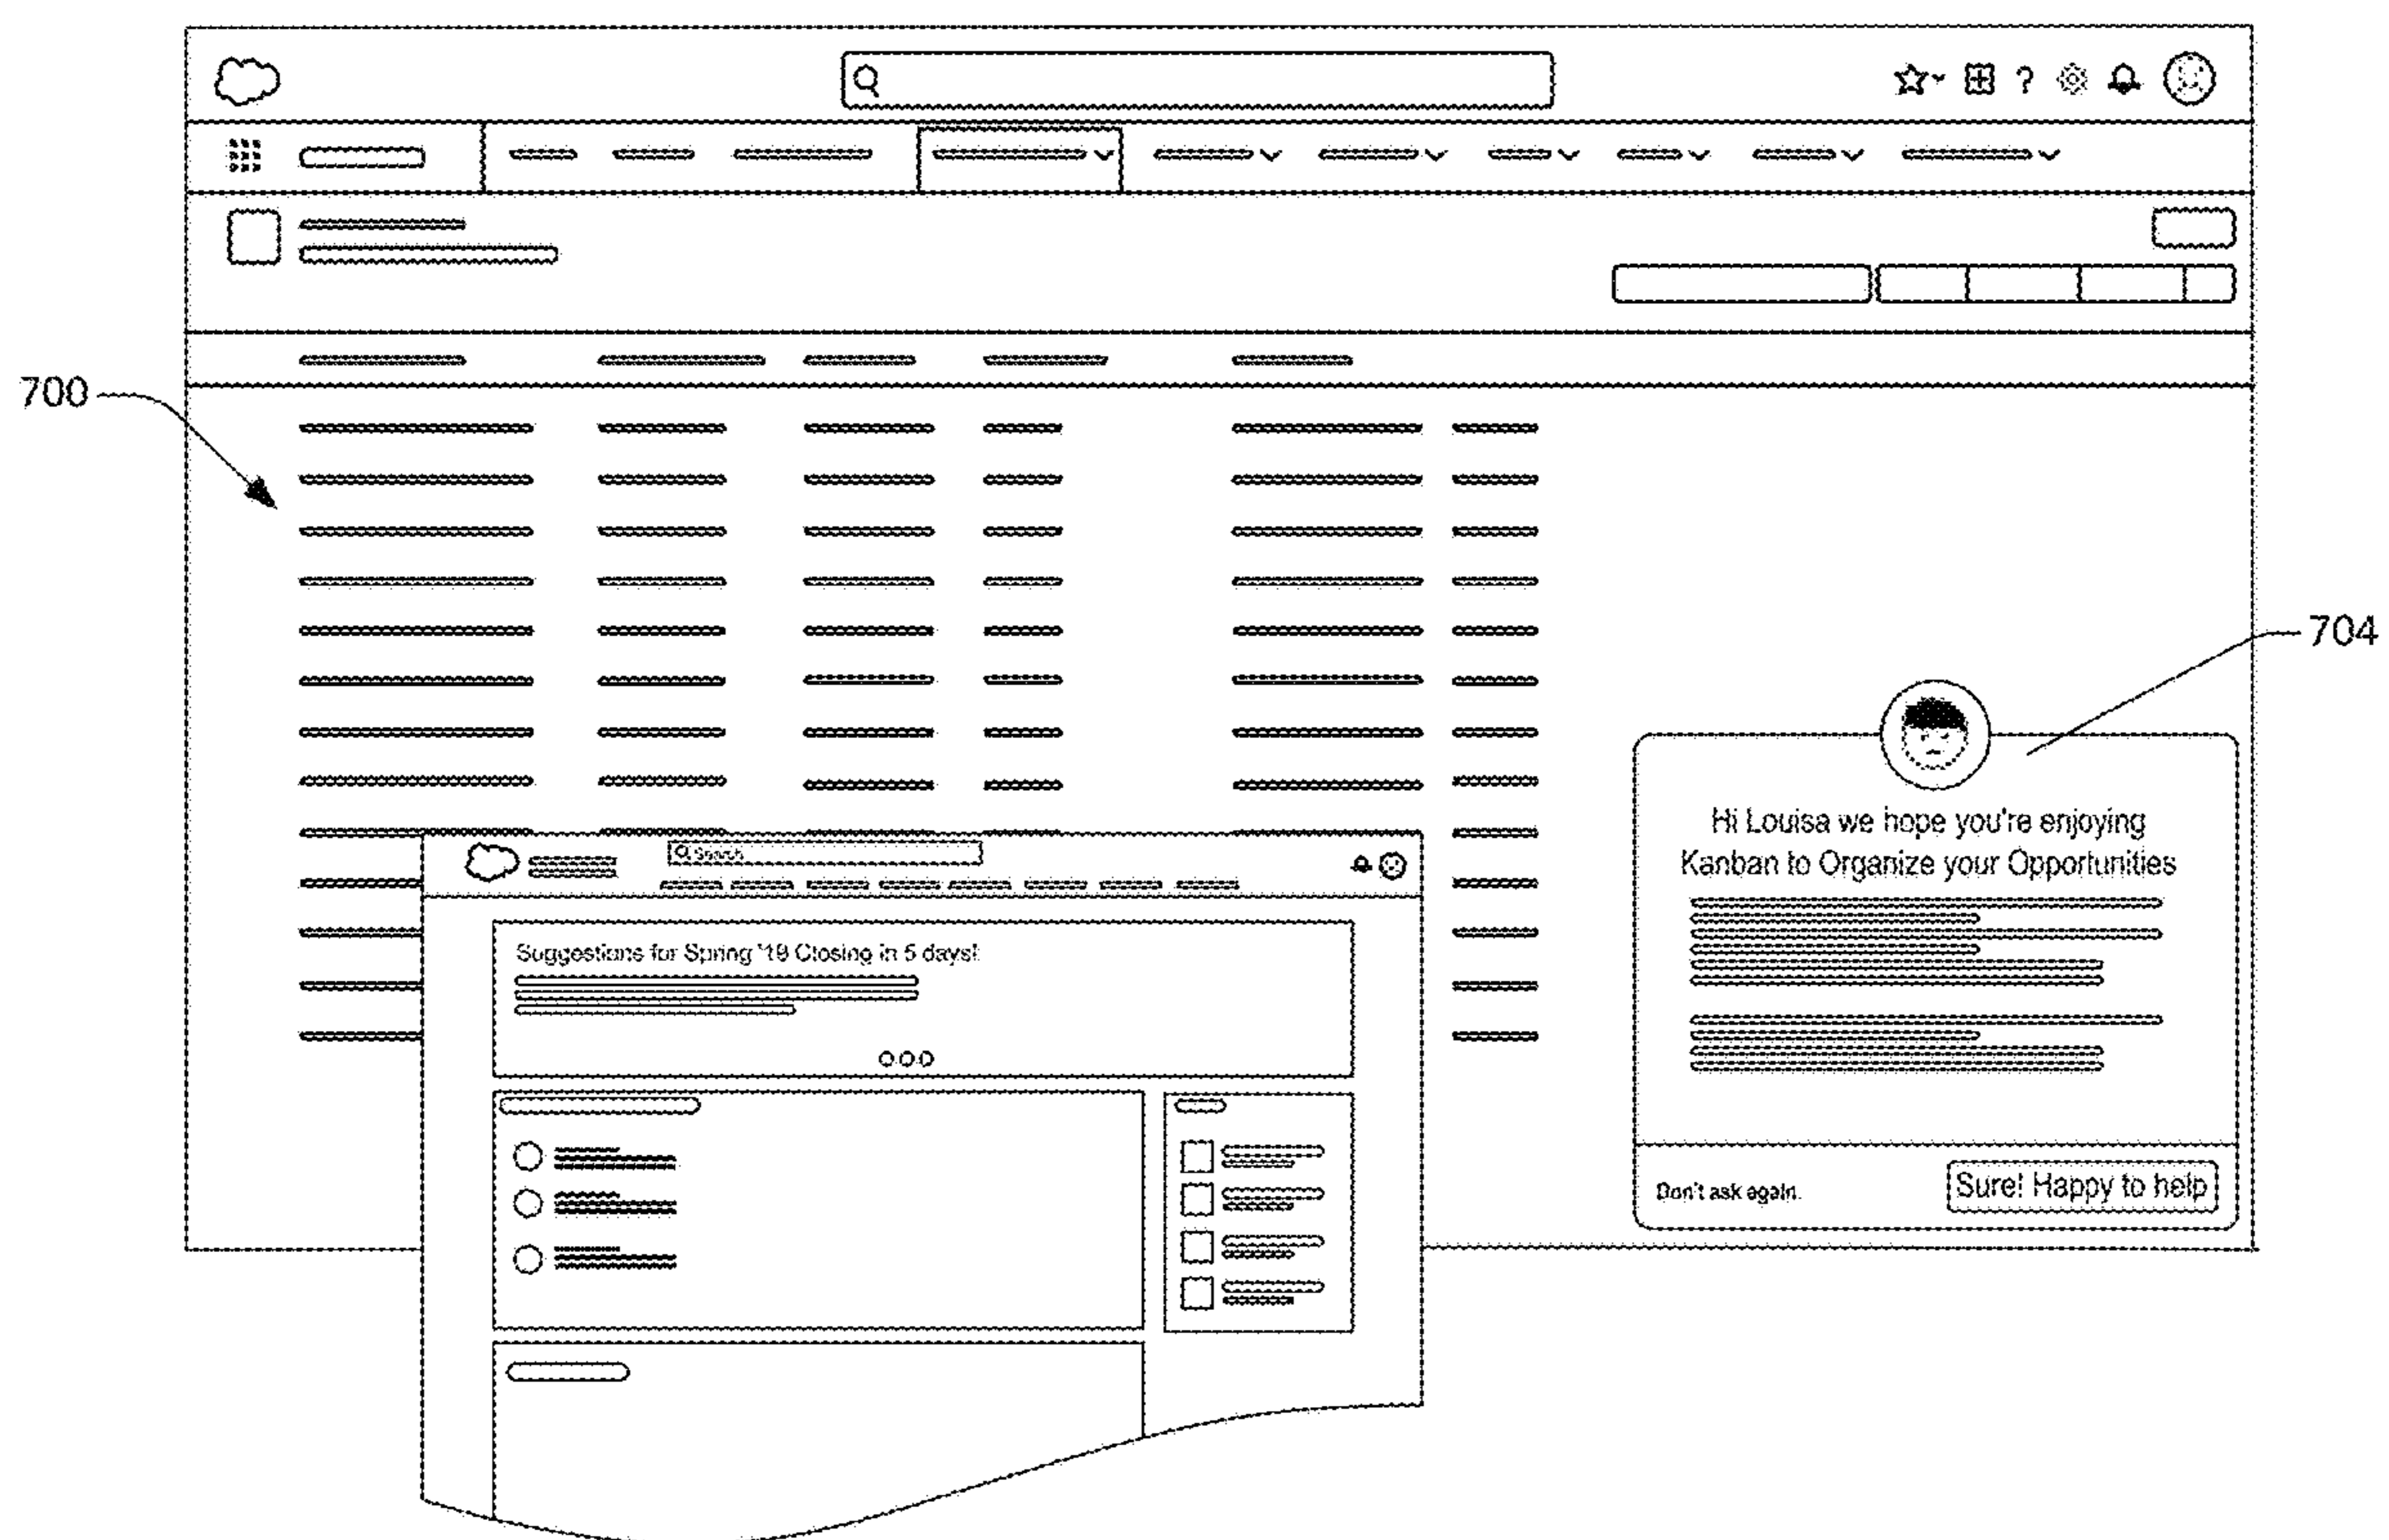 700
704
Hi Louisa we hope you're enjoying
Kanban to Organize your Opportunities
Search
Suggestions for Spring '19 Closing in 5 days!
Don't ask again.
Sure! Happy to help